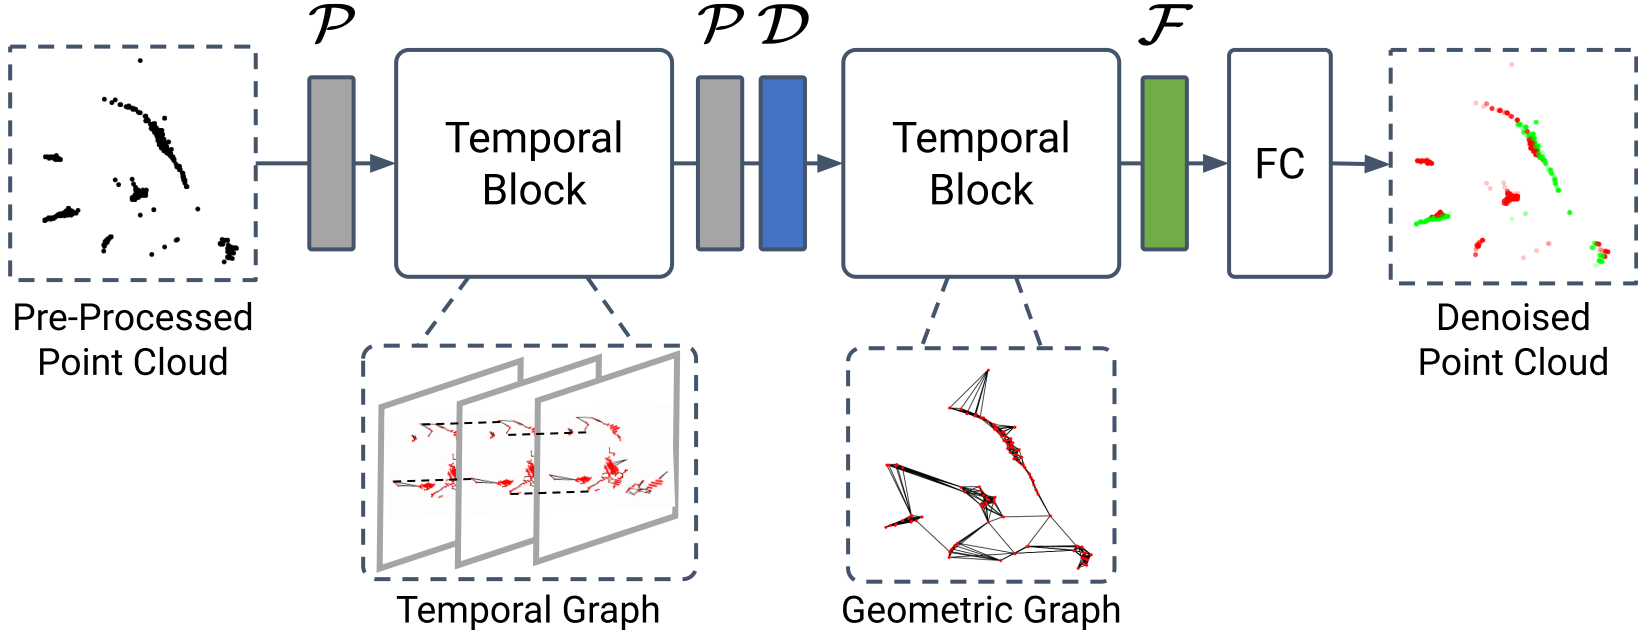 𝒫
𝒫 𝒟
ℱ
Temporal
Block
Temporal
Block
FC
Pre-Processed
Point Cloud
Denoised
Point Cloud
Temporal Graph
Geometric Graph